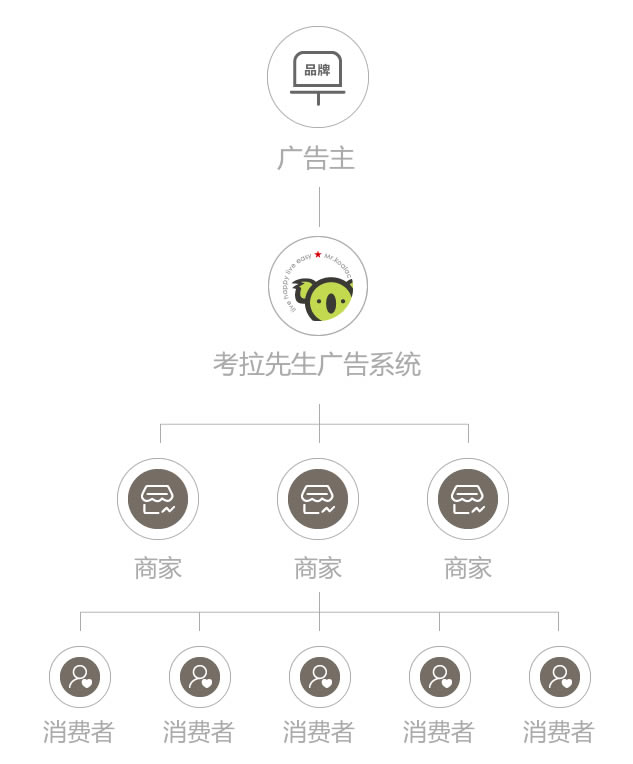 品牌
广告主
live happy live easy ★ Mr.koalac
考拉先生广告系统
商家 商家 商家
消费者 消费者 消费者 消费者 消费者